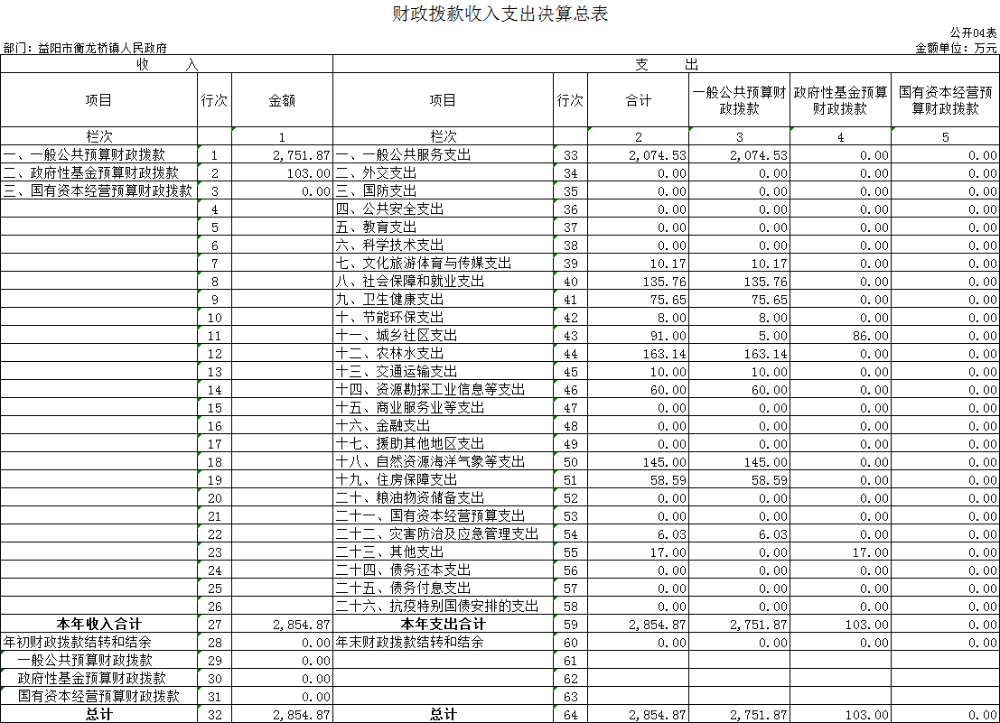 财政拨款收入支出决算总表
公开04表
部门：益阳市衡龙桥镇人民政府 金额单位：万元
收 入 支 出
项目 行次 金额 项目 行次 合计 一般公共预算财政拨款 政府性基金预算财政拨款 国有资本经营预算财政拨款
栏次 1 栏次 2 3 4 5
一、一般公共预算财政拨款 1 2,751.87 一、一般公共服务支出 33 2,074.53 2,074.53 0.00 0.00
二、政府性基金预算财政拨款 2 103.00 二、外交支出 34 0.00 0.00 0.00 0.00
三、国有资本经营预算财政拨款 3 0.00 三、国防支出 35 0.00 0.00 0.00 0.00
4 四、公共安全支出 36 0.00 0.00 0.00 0.00
5 五、教育支出 37 0.00 0.00 0.00 0.00
6 六、科学技术支出 38 0.00 0.00 0.00 0.00
7 七、文化旅游体育与传媒支出 39 10.17 10.17 0.00 0.00
8 八、社会保障和就业支出 40 135.76 135.76 0.00 0.00
9 九、卫生健康支出 41 75.65 75.65 0.00 0.00
10 十、节能环保支出 42 8.00 8.00 0.00 0.00
11 十一、城乡社区支出 43 91.00 5.00 86.00 0.00
12 十二、农林水支出 44 163.14 163.14 0.00 0.00
13 十三、交通运输支出 45 10.00 10.00 0.00 0.00
14 十四、资源勘探工业信息等支出 46 60.00 60.00 0.00 0.00
15 十五、商业服务业等支出 47 0.00 0.00 0.00 0.00
16 十六、金融支出 48 0.00 0.00 0.00 0.00
17 十七、援助其他地区支出 49 0.00 0.00 0.00 0.00
18 十八、自然资源海洋气象等支出 50 145.00 145.00 0.00 0.00
19 十九、住房保障支出 51 58.59 58.59 0.00 0.00
20 二十、粮油物资储备支出 52 0.00 0.00 0.00 0.00
21 二十一、国有资本经营预算支出 53 0.00 0.00 0.00 0.00
22 二十二、灾害防治及应急管理支出 54 6.03 6.03 0.00 0.00
23 二十三、其他支出 55 17.00 0.00 17.00 0.00
24 二十四、债务还本支出 56 0.00 0.00 0.00 0.00
25 二十五、债务付息支出 57 0.00 0.00 0.00 0.00
26 二十六、抗疫特别国债安排的支出 58 0.00 0.00 0.00 0.00
本年收入合计 27 2,854.87 本年支出合计 59 2,854.87 2,751.87 103.00 0.00
年初财政拨款结转和结余 28 0.00 年末财政拨款结转和结余 60 0.00 0.00 0.00 0.00
一般公共预算财政拨款 29 0.00 61
政府性基金预算财政拨款 30 0.00 62
国有资本经营预算财政拨款 31 0.00 63
总计 32 2,854.87 总计 64 2,854.87 2,751.87 103.00 0.00